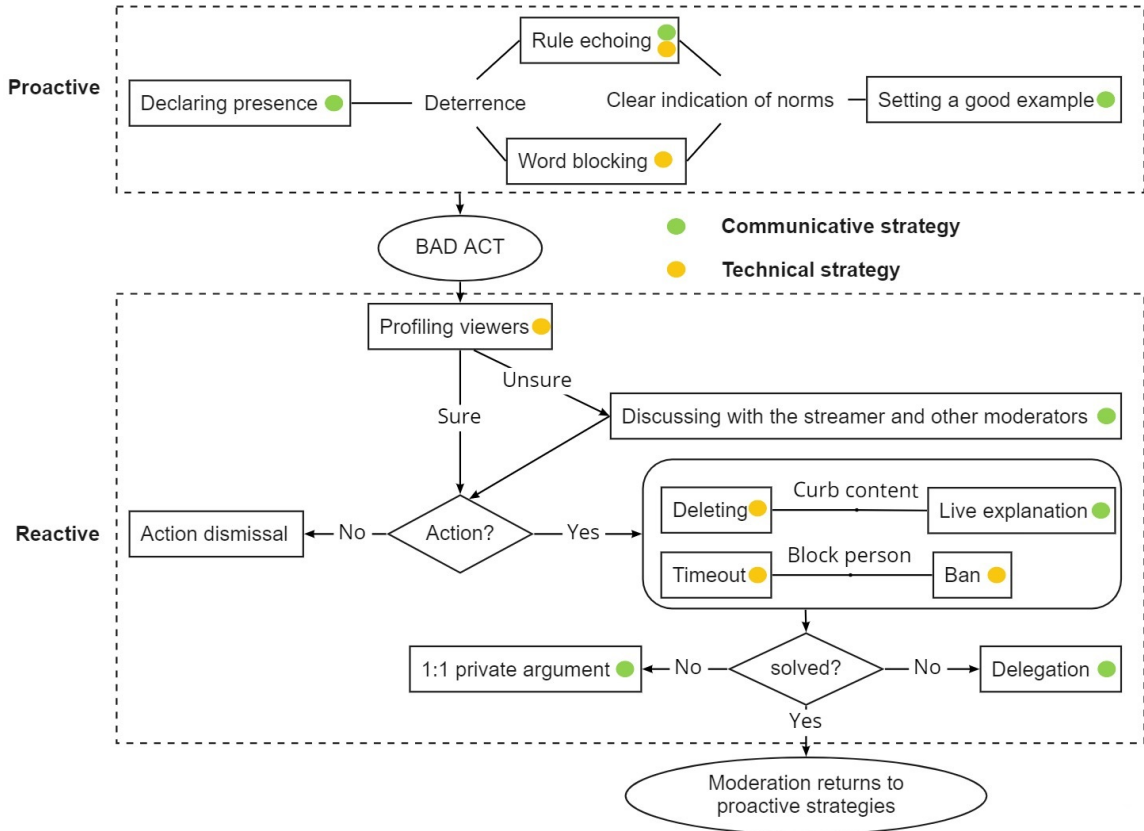 Proactive
Rule echoing
Declaring presence
Deterrence
Clear indication of norms
Setting a good example
Word blocking
BAD ACT
Communicative strategy
Technical strategy
Reactive
Profiling viewers
Unsure
Sure
Discussing with the streamer and other moderators
Action dismissal
No
Action?
Yes
Deleting
Curb content
Live explanation
Timeout
Block person
Ban
1:1 private argument
No
solved?
No
Delegation
Yes
Moderation returns to
proactive strategies